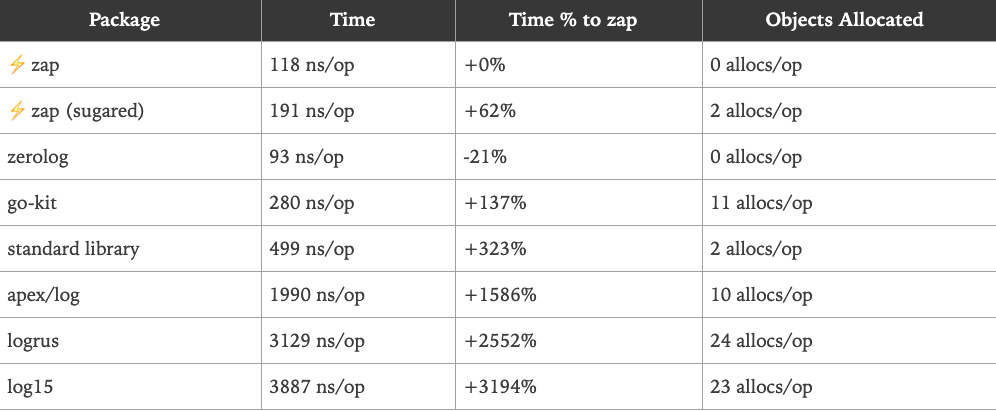 Package Time Time % to zap Objects Allocated
⚡ zap 118 ns/op +0% 0 allocs/op
⚡ zap (sugared) 191 ns/op +62% 2 allocs/op
zerolog 93 ns/op -21% 0 allocs/op
go-kit 280 ns/op +137% 11 allocs/op
standard library 499 ns/op +323% 2 allocs/op
apex/log 1990 ns/op +1586% 10 allocs/op
logrus 3129 ns/op +2552% 24 allocs/op
log15 3887 ns/op +3194% 23 allocs/op